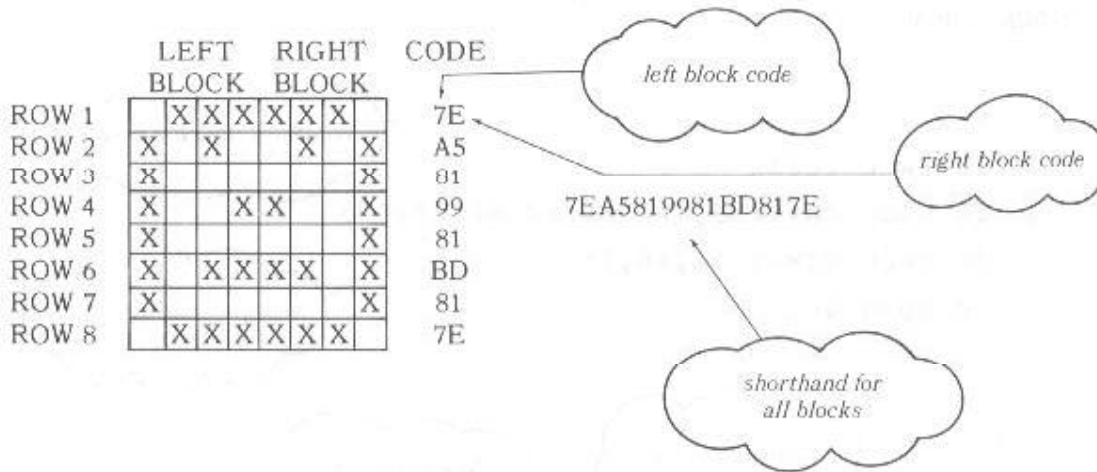 LEFT RIGHT CODE
BLOCK BLOCK
left block code
ROW 1 X X X X X X 7E
ROW 2 X X X X A5
right block code
ROW 3 X X 81
ROW 4 X X X X 99 7EA5819981BD817E
ROW 5 X X 81
ROW 6 X X X X X X BD
ROW 7 X X 81
ROW 8 X X X X X X 7E
shorthand for
all blocks